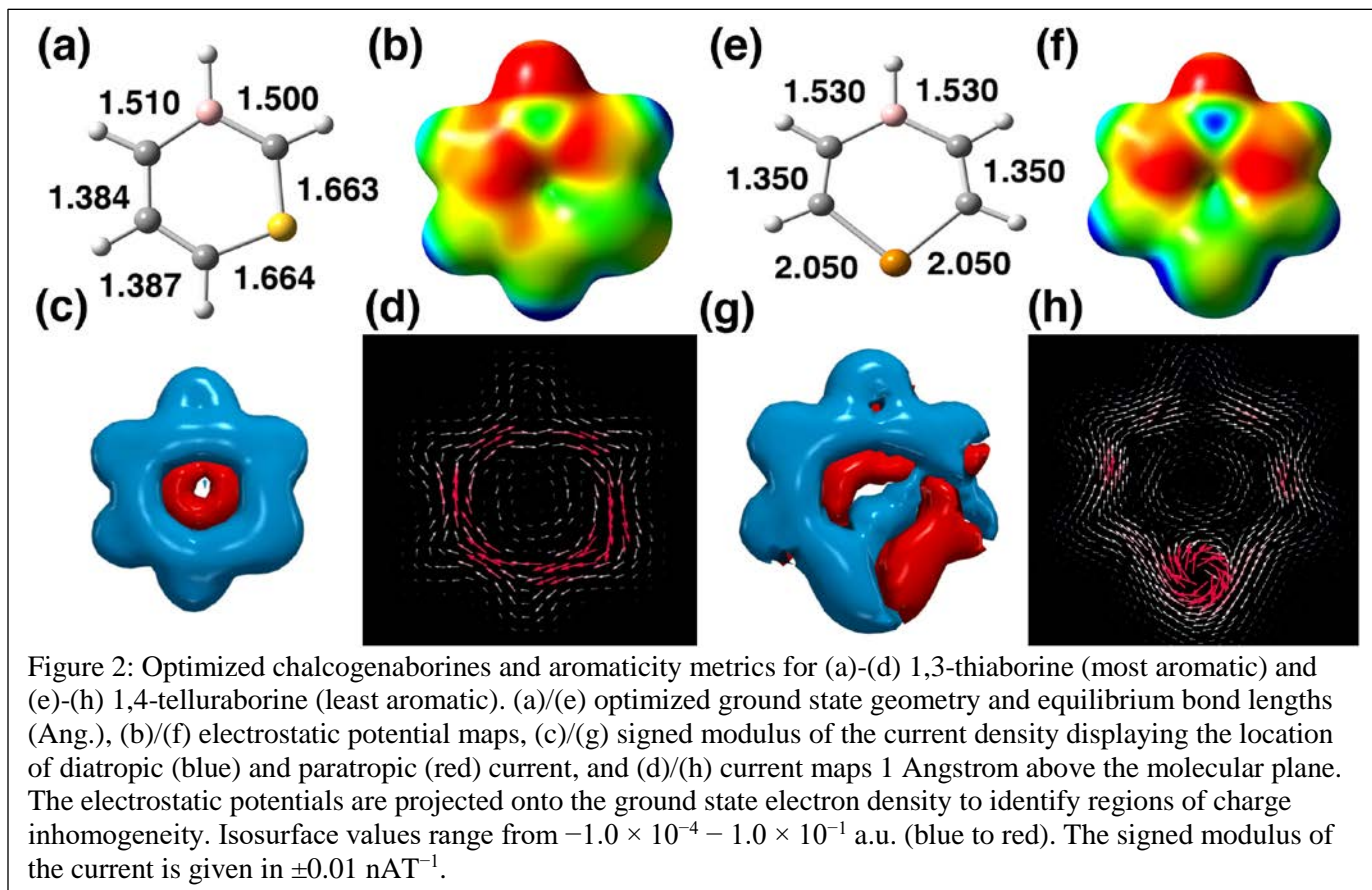 (a)
(b)
(e)
(f)
1.510 1.500
1.384
1.663
1.387
1.664
1.530 1.530
1.350
1.350
2.050 2.050
(c)
(d)
(g)
(h)
Figure 2: Optimized chalcogenaborines and aromaticity metrics for (a)-(d) 1,3-thiaborine (most aromatic) and
(e)-(h) 1,4-telluraborine (least aromatic). (a)/(e) optimized ground state geometry and equilibrium bond lengths
(Ang.), (b)/(f) electrostatic potential maps, (c)/(g) signed modulus of the current density displaying the location
of diatropic (blue) and paratropic (red) current, and (d)/(h) current maps 1 Angstrom above the molecular plane.
The electrostatic potentials are projected onto the ground state electron density to identify regions of charge
inhomogeneity. Isosurface values range from −1.0 × 10⁻⁴ – 1.0 × 10⁻¹ a.u. (blue to red). The signed modulus of
the current is given in ±0.01 nAT⁻¹.